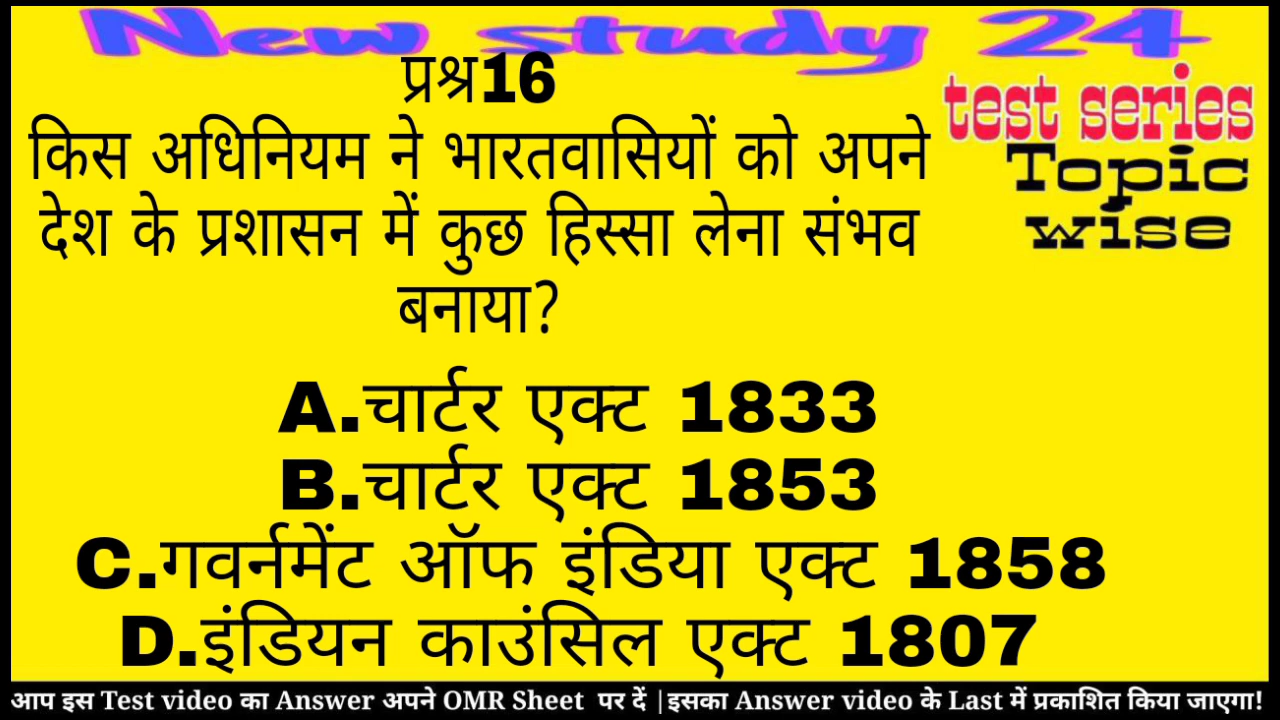 New study 24
प्रश्न16
test series
Topic
wise
किस अधिनियम ने भारतवासियों को अपने
देश के प्रशासन में कुछ हिस्सा लेना संभव
बनाया?
A.चार्टर एक्ट 1833
B.चार्टर एक्ट 1853
C.गवर्नमेंट ऑफ इंडिया एक्ट 1858
D.इंडियन काउंसिल एक्ट 1807
आप इस Test video का Answer अपने OMR Sheet पर दें |इसका Answer video के Last में प्रकाशित किया जाएगा!